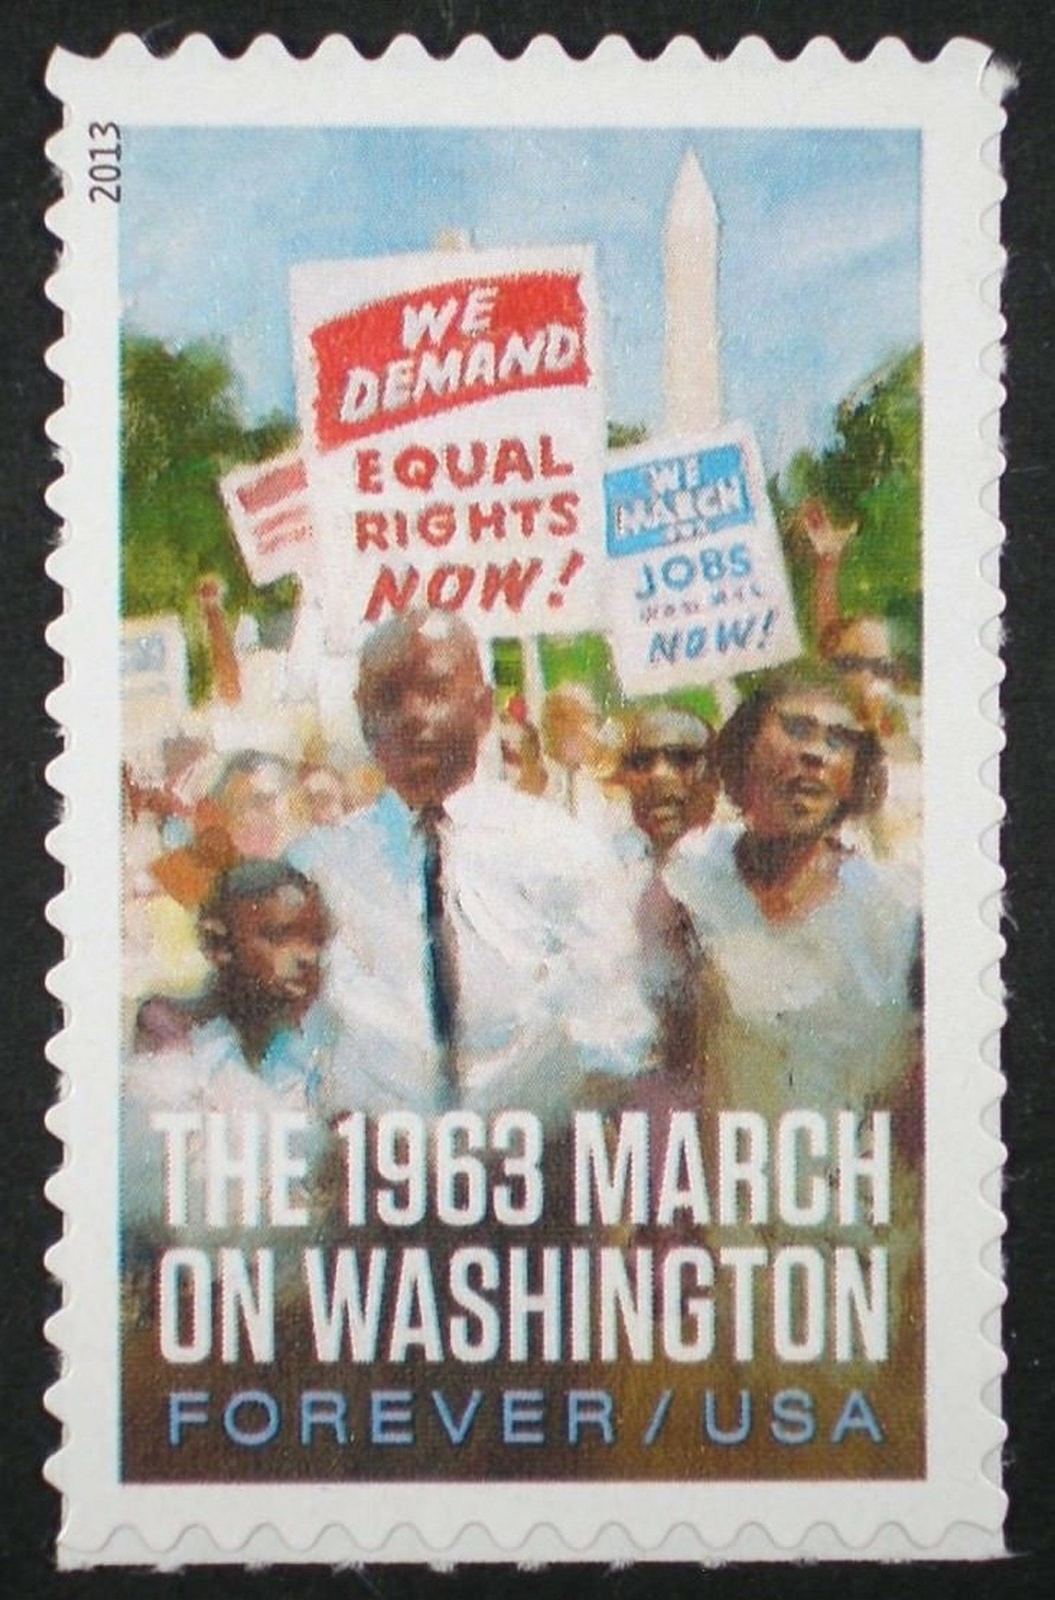 2013
WE
DEMAND
EQUAL
RIGHTS
NOW!
WE
MARCH
JOBS
NOW!
THE 1963 MARCH
ON WASHINGTON
FOREVER / USA